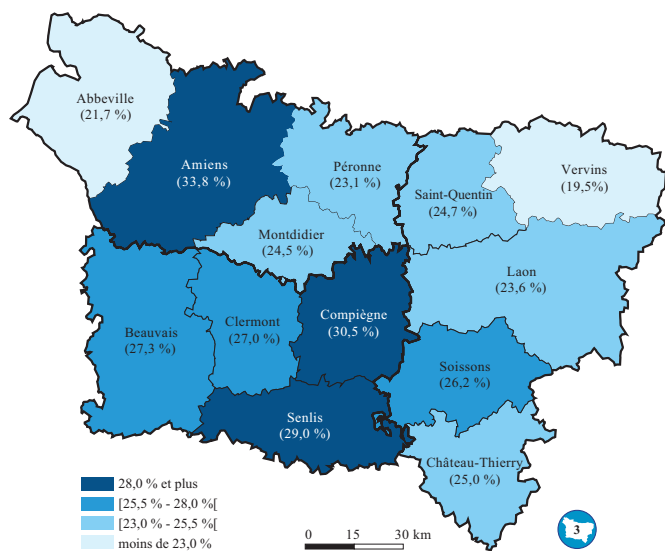 Abbeville
(21,7 %)
Amiens
(33,8 %)
Péronne
(23,1 %)
Saint-Quentin
(24,7 %)
Vervins
(19,5%)
Montdidier
(24,5 %)
Laon
(23,6 %)
Beauvais
(27,3 %)
Clermont
(27,0 %)
Compiègne
(30,5 %)
Soissons
(26,2 %)
Senlis
(29,0 %)
Château-Thierry
(25,0 %)
28,0 % et plus
[25,5 % - 28,0 %[
[23,0 % - 25,5 %[
moins de 23,0 %
0 15 30 km
3